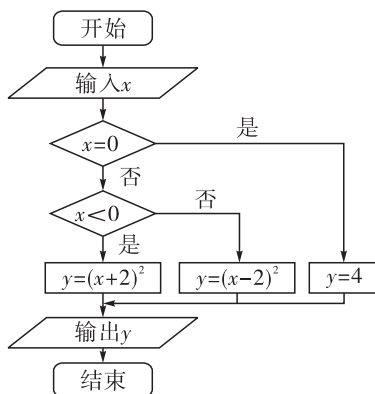 开始
输入x
x=0
是
否
x<0
否
是
y=(x+2)²
y=(x−2)²
y=4
输出y
结束